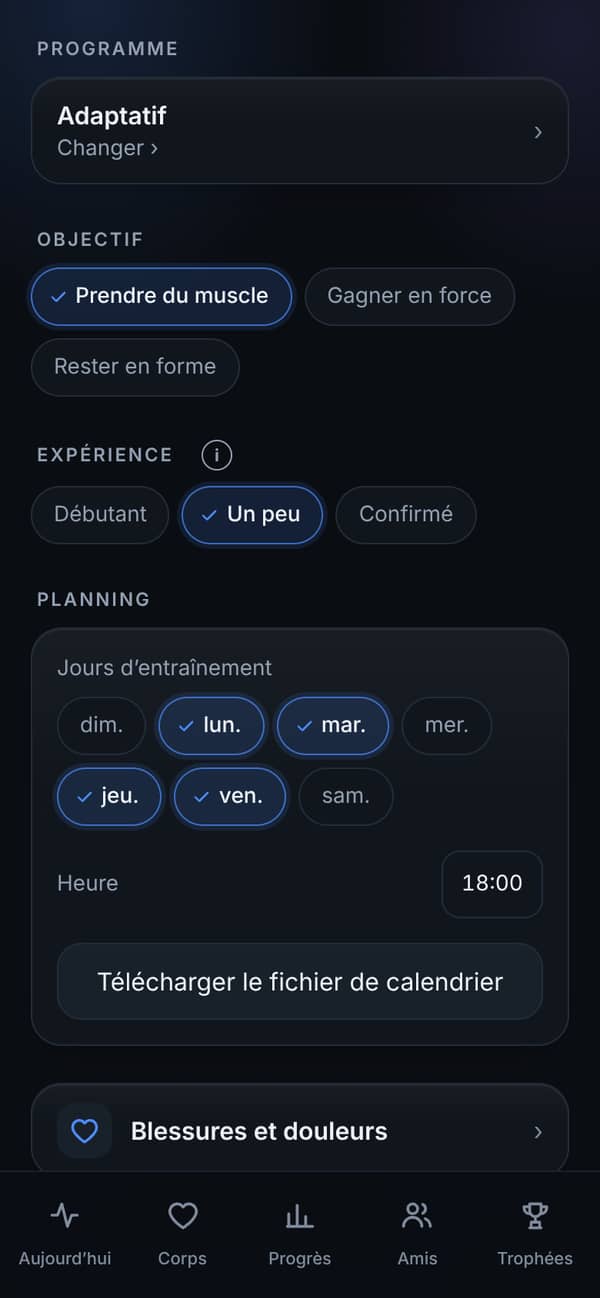 PROGRAMME
Adaptatif
Changer ›
OBJECTIF
Prendre du muscle
Gagner en force
Rester en forme
EXPÉRIENCE
Débutant
Un peu
Confirmé
PLANNING
Jours d’entraînement
dim.
lun.
mar.
mer.
jeu.
ven.
sam.
Heure
18:00
Télécharger le fichier de calendrier
Blessures et douleurs
Aujourd’hui
Corps
Progrès
Amis
Trophées